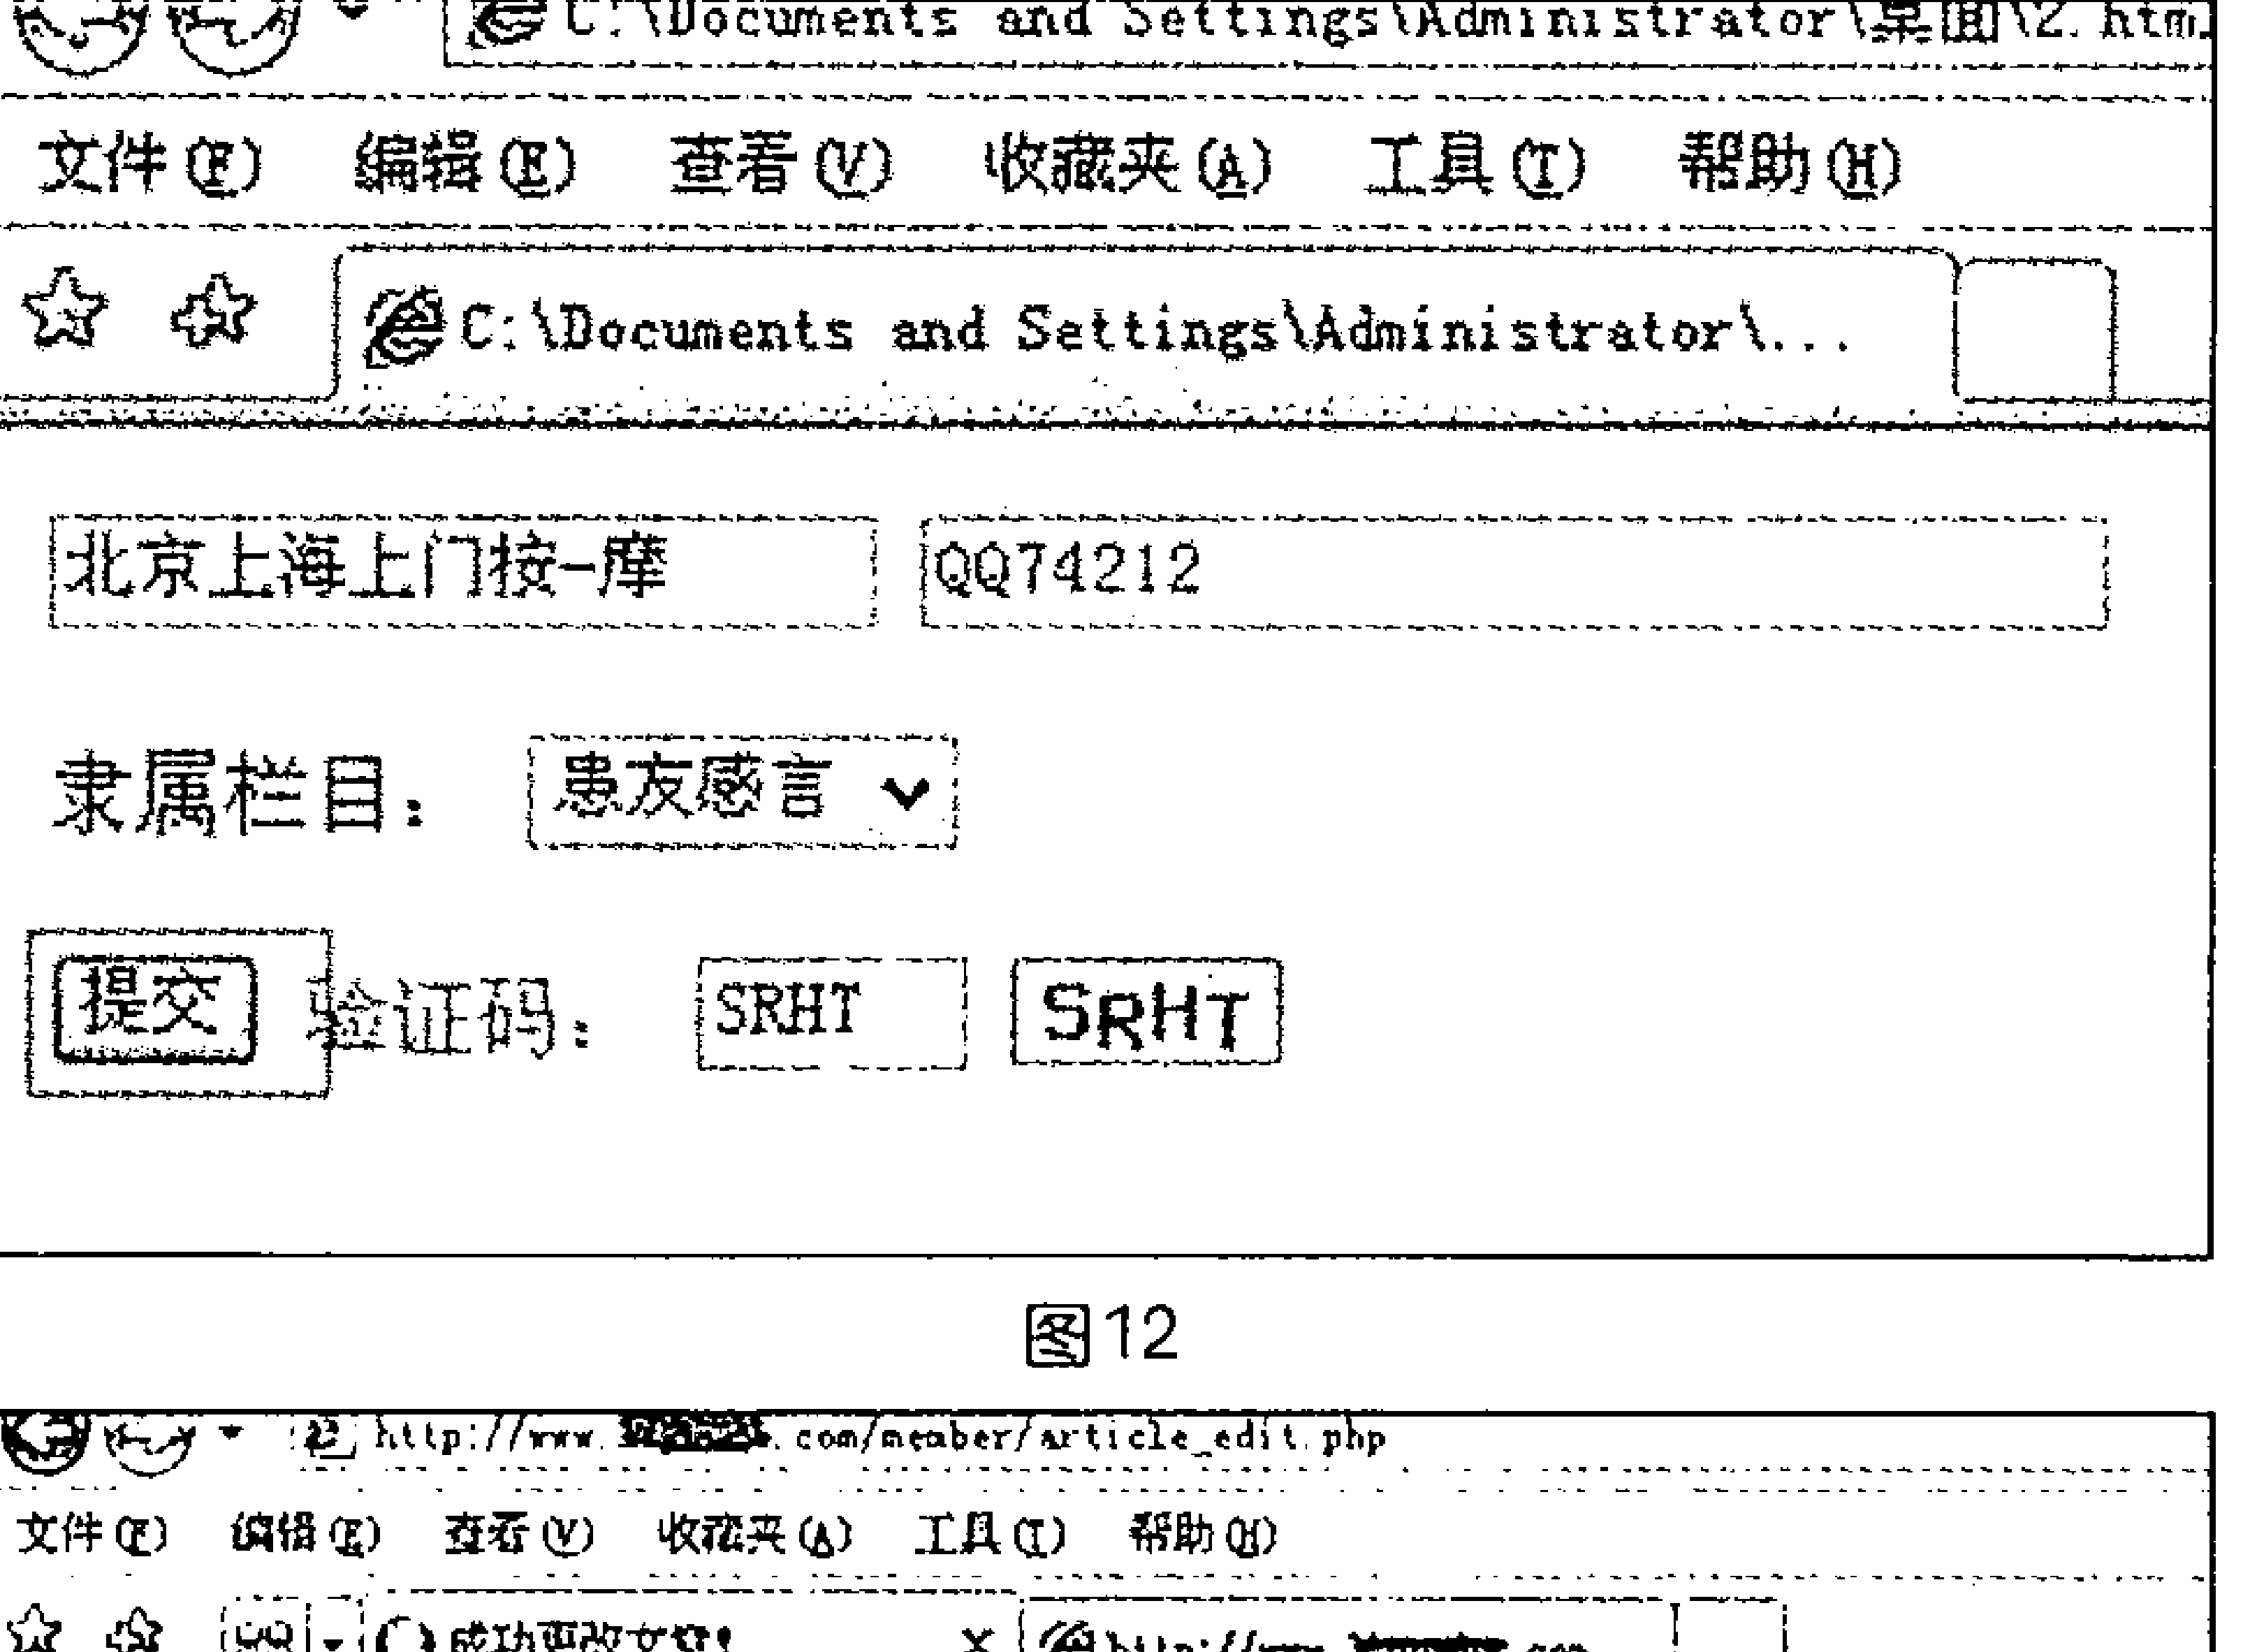 C:\Documents and Settings\Administrator\桌面\2.htm
文件(F) 编辑(E) 查看(V) 收藏夹(A) 工具(T) 帮助(H)
C:\Documents and Settings\Administrator\...
北京上海上门按-摩 QQ74212
隶属栏目: 患友感言
提交 验证码: SRHT SRHT
图12
http://www. .com/member/article_edit.php
文件(F) 编辑(E) 查看(V) 收藏夹(A) 工具(T) 帮助(H)
成功更改文章! http://www. .com